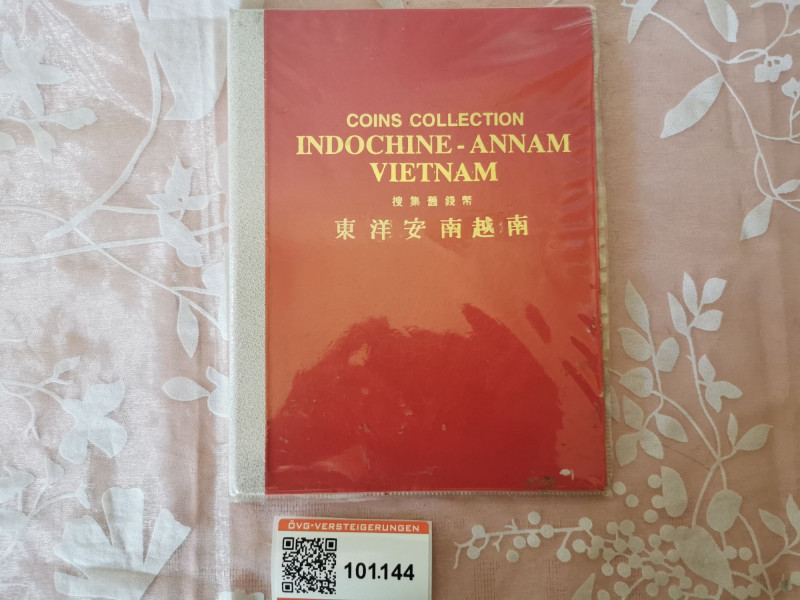 COINS COLLECTION
INDOCHINE - ANNAM
VIETNAM
搜集舊錢幣
東洋安南越南
ÖVG-VERSTEIGERUNGEN
101.144